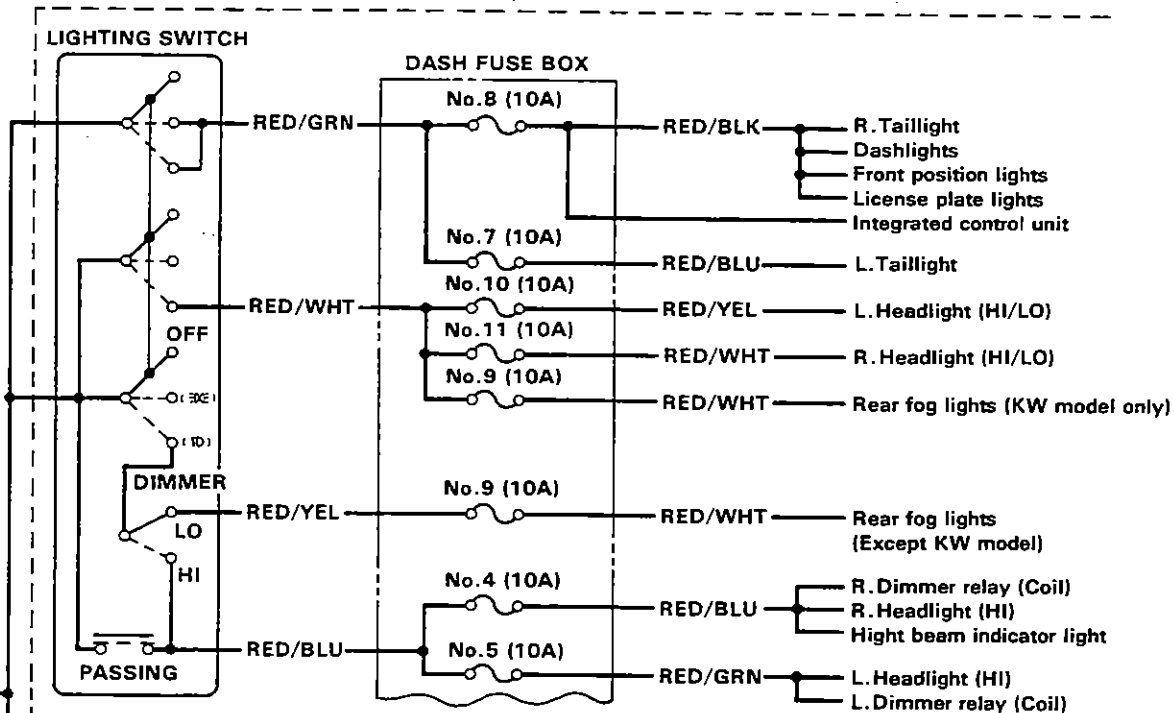 LIGHTING SWITCH
DASH FUSE BOX
No.8 (10A)
RED/GRN
RED/BLK
R.Taillight
Dashlights
Front position lights
License plate lights
Integrated control unit
No.7 (10A)
RED/BLU
L.Taillight
No.10 (10A)
RED/WHT
RED/YEL
L.Headlight (HI/LO)
OFF
No.11 (10A)
RED/WHT
R.Headlight (HI/LO)
No.9 (10A)
RED/WHT
Rear fog lights (KW model only)
DIMMER
No.9 (10A)
RED/YEL
LO
RED/WHT
Rear fog lights
(Except KW model)
HI
No.4 (10A)
RED/BLU
R.Dimmer relay (Coil)
R.Headlight (HI)
Hight beam indicator light
RED/BLU
No.5 (10A)
PASSING
RED/GRN
L.Headlight (HI)
L.Dimmer relay (Coil)